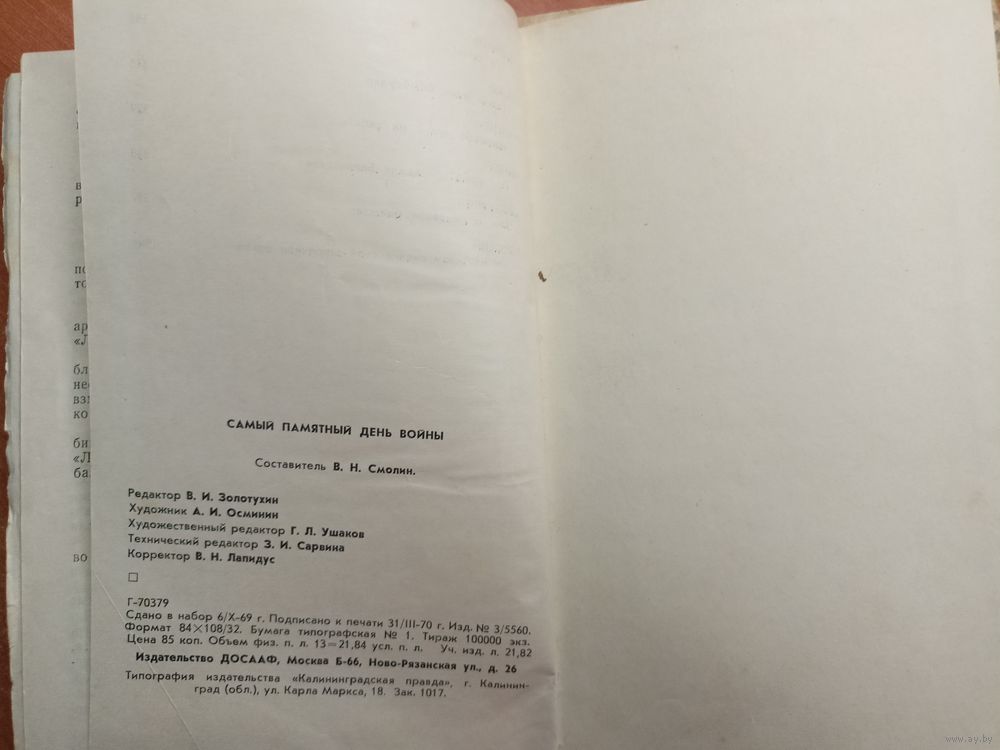 САМЫЙ ПАМЯТНЫЙ ДЕНЬ ВОЙНЫ
Составитель В. Н. Смолин.
Редактор В. И. Золотухин
Художник А. И. Осминин
Художественный редактор Г. Л. Ушаков
Технический редактор З. И. Сарвина
Корректор В. Н. Лапидус
Г-70379
Сдано в набор 6/X-69 г. Подписано к печати 31/III-70 г. Изд. № 3/5560.
Формат 84×108/32. Бумага типографская № 1. Тираж 100000 экз.
Цена 85 коп. Объем физ. п. л. 13=21,84 усл. п. л. Уч. изд. л. 21,82
Издательство ДОСААФ, Москва Б-66, Ново-Рязанская ул., д. 26
Типография издательства «Калининградская правда», г. Калинин-
град (обл.), ул. Карла Маркса, 18. Зак. 1017.
www.ay.by